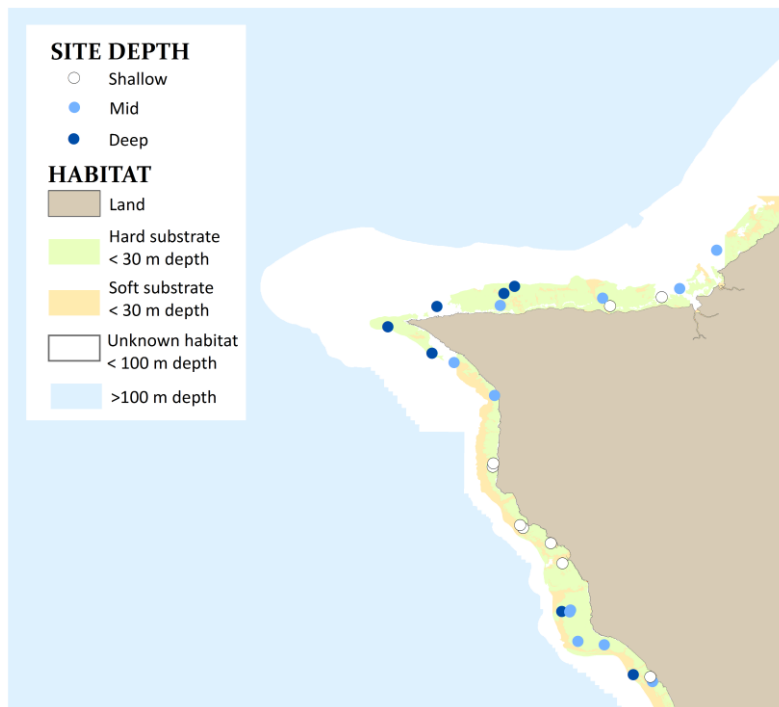 SITE DEPTH
Shallow
Mid
Deep
HABITAT
Land
Hard substrate
< 30 m depth
Soft substrate
< 30 m depth
Unknown habitat
< 100 m depth
>100 m depth